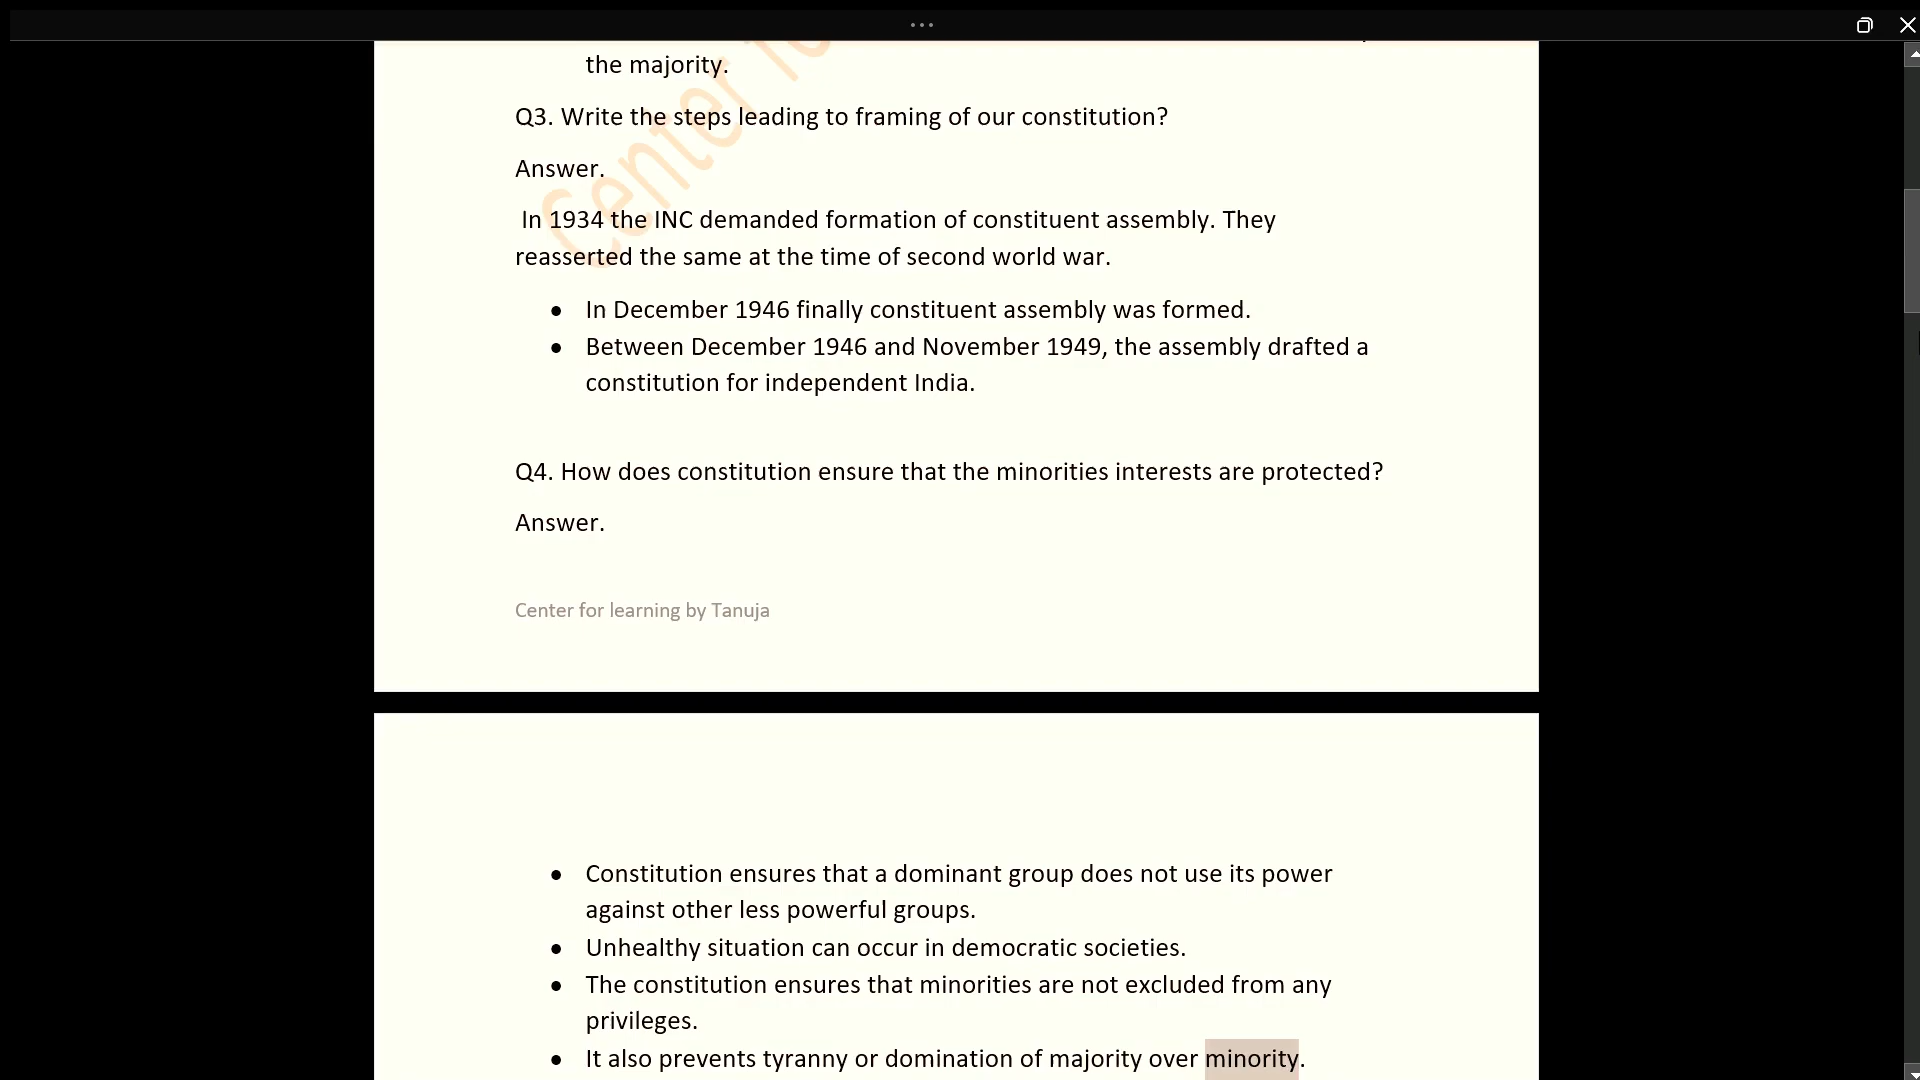 the majority.
Q3. Write the steps leading to framing of our constitution?
Answer.
In 1934 the INC demanded formation of constituent assembly. They
reasserted the same at the time of second world war.
● In December 1946 finally constituent assembly was formed.
● Between December 1946 and November 1949, the assembly drafted a
constitution for independent India.
Q4. How does constitution ensure that the minorities interests are protected?
Answer.
Center for learning by Tanuja
● Constitution ensures that a dominant group does not use its power
against other less powerful groups.
● Unhealthy situation can occur in democratic societies.
● The constitution ensures that minorities are not excluded from any
privileges.
● It also prevents tyranny or domination of majority over minority.
Center